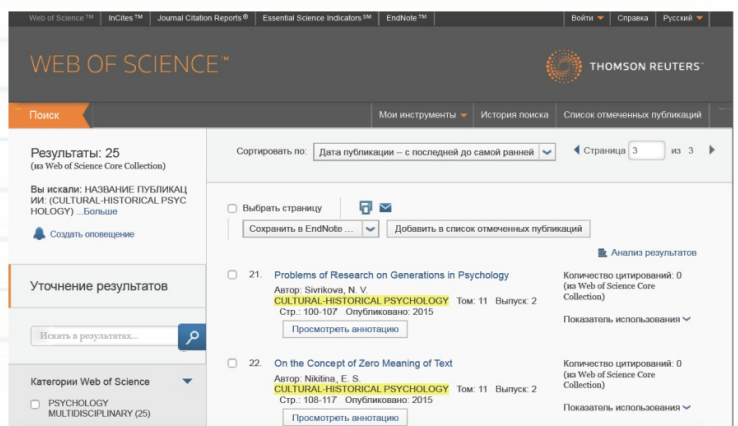 Web of Science ™ InCites ™ Journal Citation Reports ® Essential Science Indicators SM EndNote ™ Войти Справка Русский
WEB OF SCIENCE™
THOMSON REUTERS™
Поиск Мои инструменты История поиска Список отмеченных публикаций
Результаты: 25
(из Web of Science Core Collection)
Вы искали: НАЗВАНИЕ ПУБЛИКАЦ
ИИ: (CULTURAL-HISTORICAL PSYC
HOLOGY) ...Больше
Создать оповещение
Уточнение результатов
Искать в результатах...
Категории Web of Science
PSYCHOLOGY
MULTIDISCIPLINARY (25)
Сортировать по: Дата публикации – с последней до самой ранней Страница 3 из 3
Выбрать страницу
Сохранить в EndNote ... Добавить в список отмеченных публикаций
Анализ результатов
21. Problems of Research on Generations in Psychology
Автор: Sivrikova, N. V.
CULTURAL-HISTORICAL PSYCHOLOGY Том: 11 Выпуск: 2
Стр.: 100-107 Опубликовано: 2015
Просмотреть аннотацию
Количество цитирований: 0
(из Web of Science Core
Collection)
Показатель использования
22. On the Concept of Zero Meaning of Text
Автор: Nikitina, E. S.
CULTURAL-HISTORICAL PSYCHOLOGY Том: 11 Выпуск: 2
Стр.: 108-117 Опубликовано: 2015
Просмотреть аннотацию
Количество цитирований: 0
(из Web of Science Core
Collection)
Показатель использования